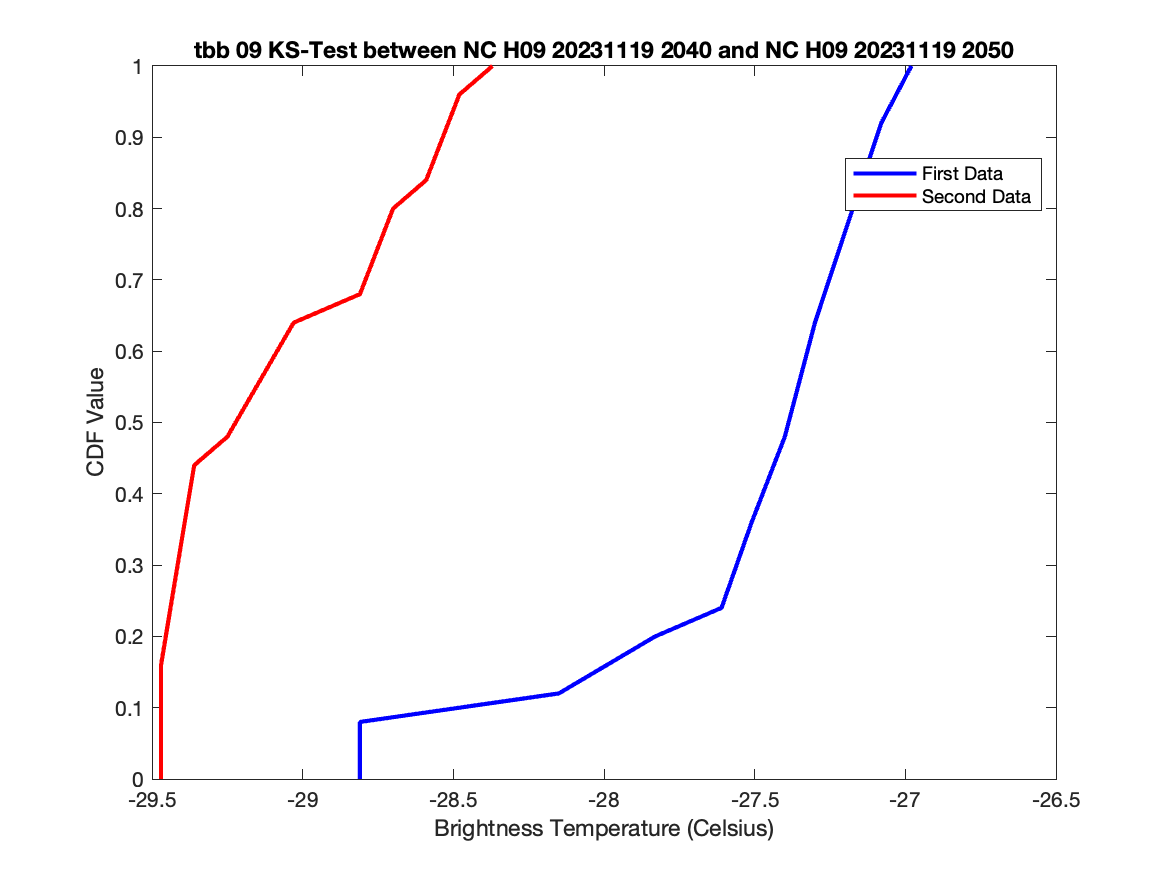 tbb 09 KS-Test between NC H09 20231119 2040 and NC H09 20231119 2050
1
0.9
0.8
0.7
0.6
0.5
0.4
0.3
0.2
0.1
0
CDF Value
First Data
Second Data
-29.5 -29 -28.5 -28 -27.5 -27 -26.5
Brightness Temperature (Celsius)